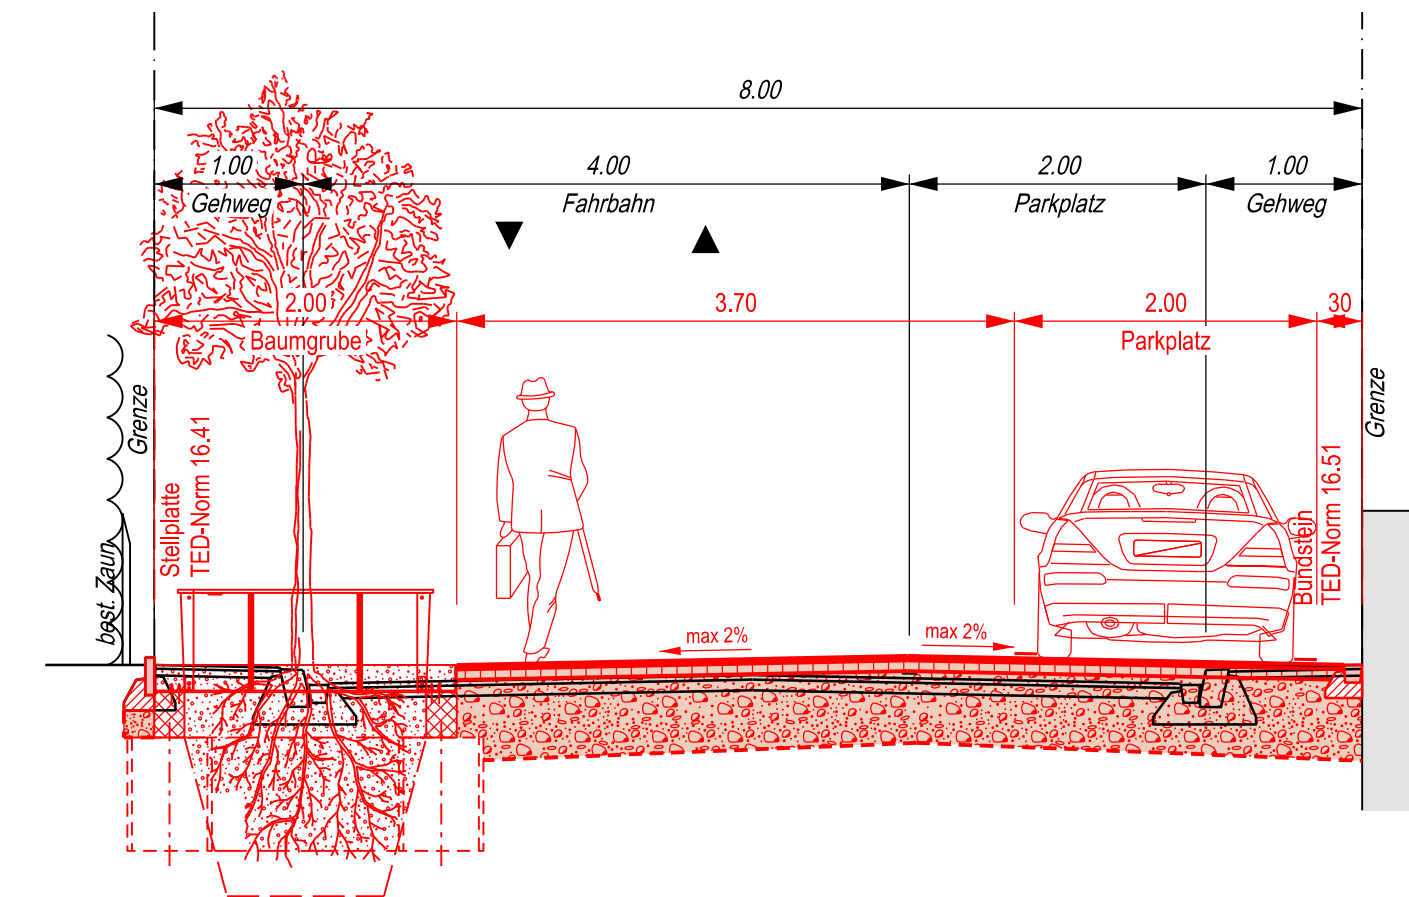 8.00
1.00
4.00
2.00
1.00
Gehweg
Fahrbahn
Parkplatz
Gehweg
2.00
3.70
2.00
30
Baumgrube
Parkplatz
Grenze
Grenze
Stellplatte
TED-Norm 16.41
Bundstein
TED-Norm 16.51
best. Zaun
max 2%
max 2%